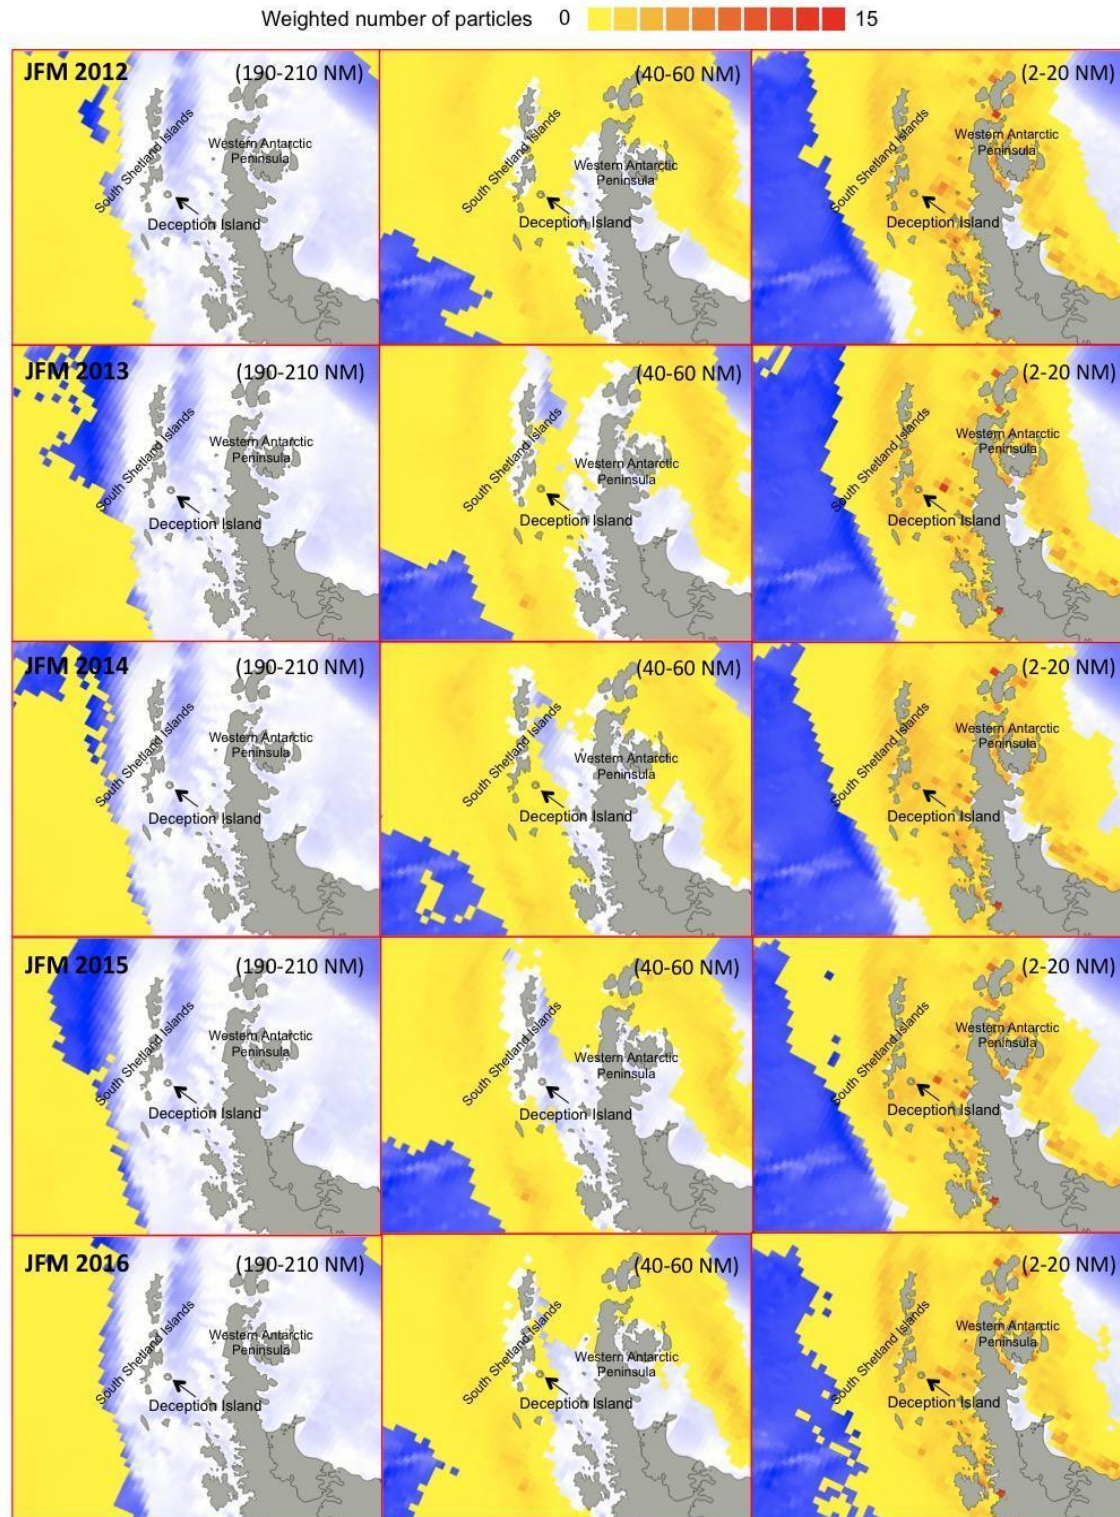 Weighted number of particles 0 15
JFM 2012 (190-210 NM) (40-60 NM) (2-20 NM)
South Shetland Islands
Western Antarctic
Peninsula
Deception Island
South Shetland Islands
Western Antarctic
Peninsula
Deception Island
South Shetland Islands
Western Antarctic
Peninsula
Deception Island
JFM 2013 (190-210 NM) (40-60 NM) (2-20 NM)
South Shetland Islands
Western Antarctic
Peninsula
Deception Island
South Shetland Islands
Western Antarctic
Peninsula
Deception Island
South Shetland Islands
Western Antarctic
Peninsula
Deception Island
JFM 2014 (190-210 NM) (40-60 NM) (2-20 NM)
South Shetland Islands
Western Antarctic
Peninsula
Deception Island
South Shetland Islands
Western Antarctic
Peninsula
Deception Island
South Shetland Islands
Western Antarctic
Peninsula
Deception Island
JFM 2015 (190-210 NM) (40-60 NM) (2-20 NM)
South Shetland Islands
Western Antarctic
Peninsula
Deception Island
South Shetland Islands
Western Antarctic
Peninsula
Deception Island
South Shetland Islands
Western Antarctic
Peninsula
Deception Island
JFM 2016 (190-210 NM) (40-60 NM) (2-20 NM)
South Shetland Islands
Western Antarctic
Peninsula
Deception Island
South Shetland Islands
Western Antarctic
Peninsula
Deception Island
South Shetland Islands
Western Antarctic
Peninsula
Deception Island